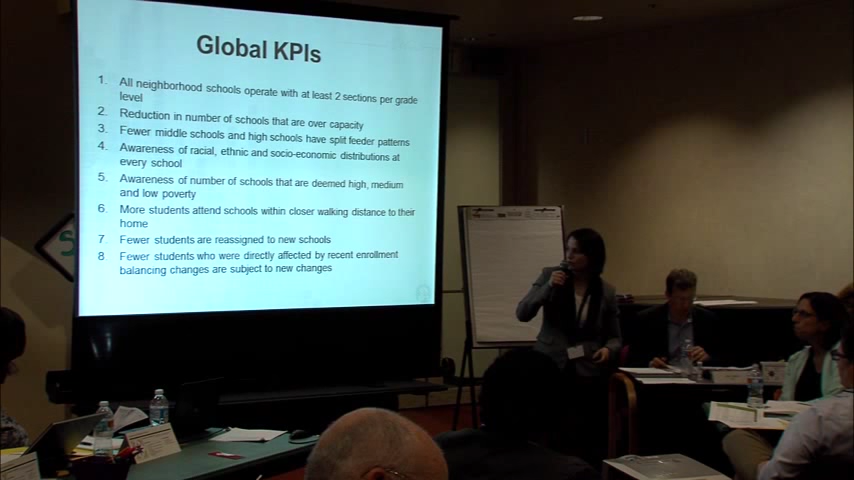 Global KPIs
1. All neighborhood schools operate with at least 2 sections per grade
level
2. Reduction in number of schools that are over capacity
3. Fewer middle schools and high schools have split feeder patterns
4. Awareness of racial, ethnic and socio-economic distributions at
every school
5. Awareness of number of schools that are deemed high, medium
and low poverty
6. More students attend schools within closer walking distance to their
home
7. Fewer students are reassigned to new schools
8. Fewer students who were directly affected by recent enrollment
balancing changes are subject to new changes